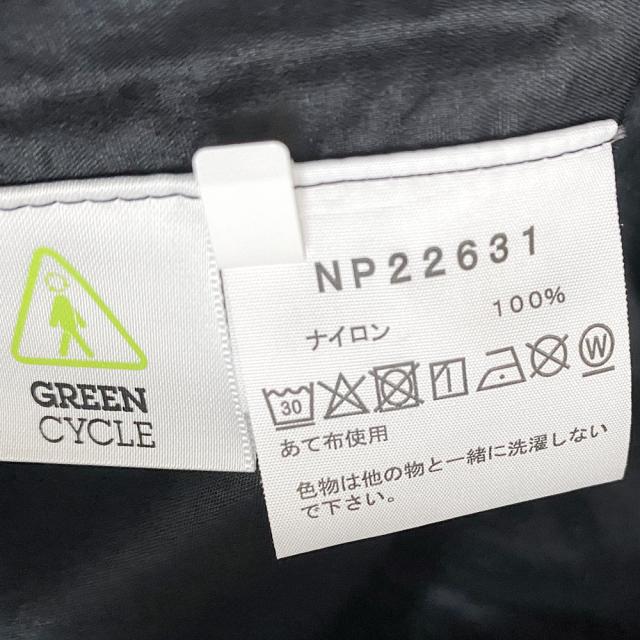 GREEN
CYCLE
NP22631
ナイロン 100%
30
W
あて布使用
色物は他の物と一緒に洗濯しない
で下さい。